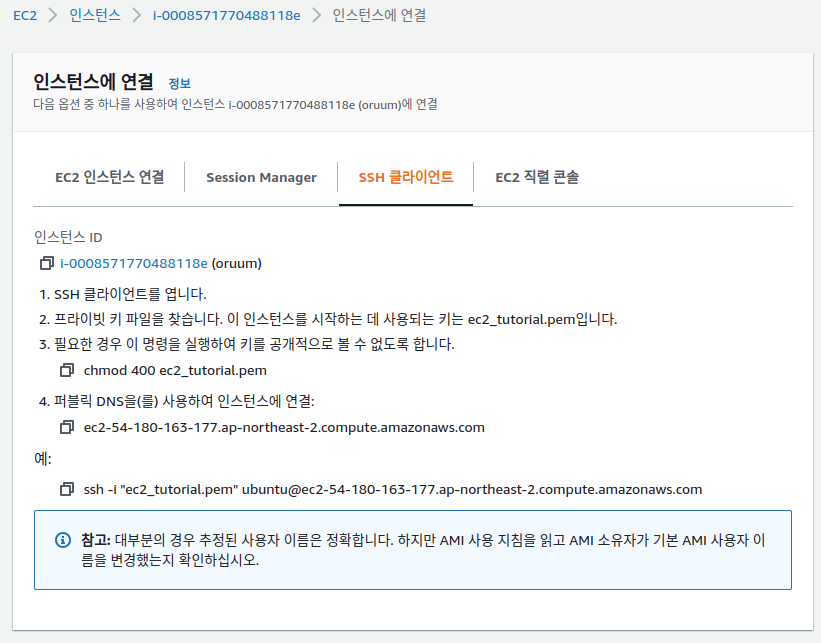 EC2 > 인스턴스 > i-0008571770488118e > 인스턴스에 연결
인스턴스에 연결 정보
다음 옵션 중 하나를 사용하여 인스턴스 i-0008571770488118e (oruum)에 연결
EC2 인스턴스 연결 Session Manager SSH 클라이언트 EC2 직렬 콘솔
인스턴스 ID
i-0008571770488118e (oruum)
1. SSH 클라이언트를 엽니다.
2. 프라이빗 키 파일을 찾습니다. 이 인스턴스를 시작하는 데 사용되는 키는 ec2_tutorial.pem입니다.
3. 필요한 경우 이 명령을 실행하여 키를 공개적으로 볼 수 없도록 합니다.
chmod 400 ec2_tutorial.pem
4. 퍼블릭 DNS을(를) 사용하여 인스턴스에 연결:
ec2-54-180-163-177.ap-northeast-2.compute.amazonaws.com
예:
ssh -i "ec2_tutorial.pem" ubuntu@ec2-54-180-163-177.ap-northeast-2.compute.amazonaws.com
참고: 대부분의 경우 추정된 사용자 이름은 정확합니다. 하지만 AMI 사용 지침을 읽고 AMI 소유자가 기본 AMI 사용자 이
름을 변경했는지 확인하십시오.